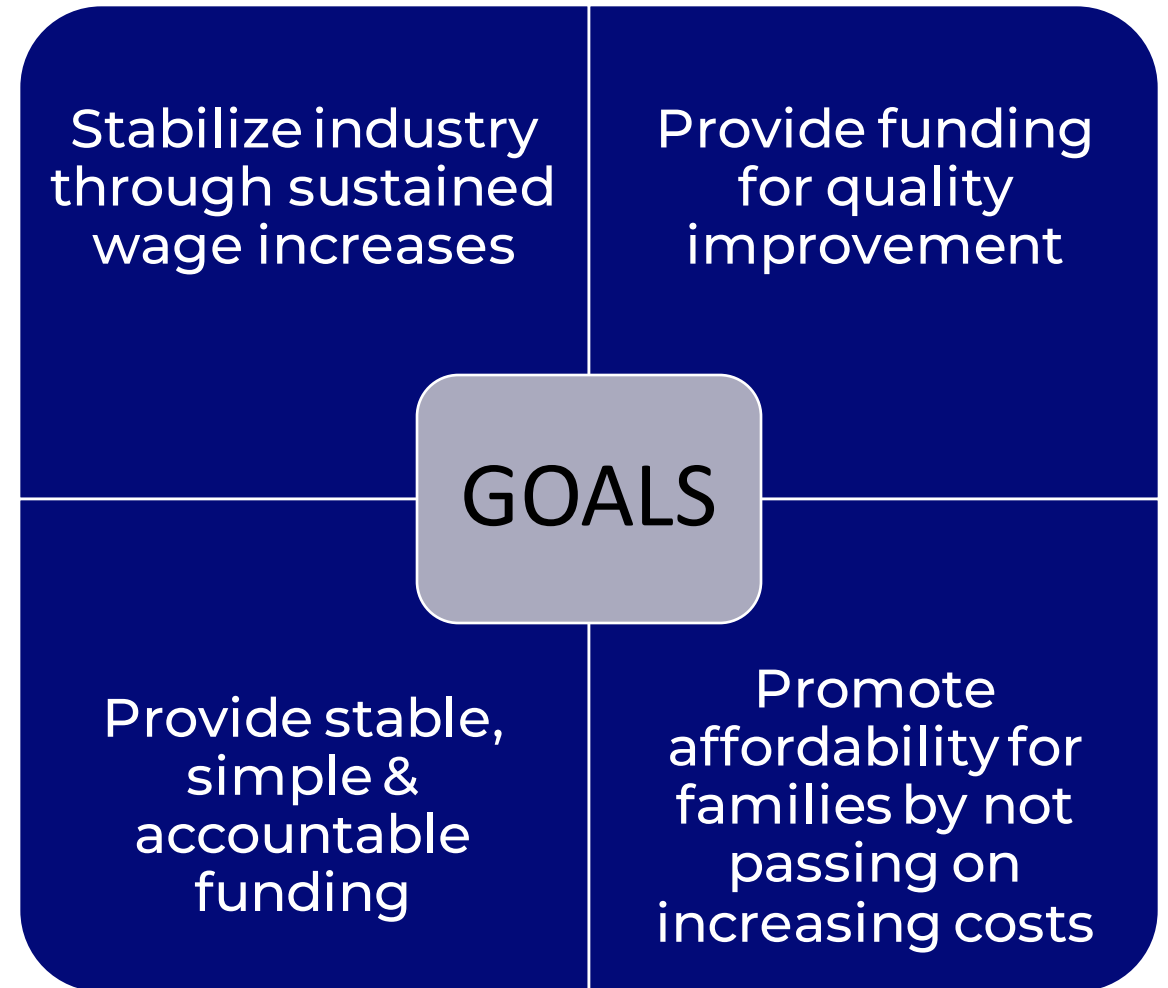 Stabilize industry
through sustained
wage increases
Provide funding
for quality
improvement
GOALS
Provide stable,
simple &
accountable
funding
Promote
affordability for
families by not
passing on
increasing costs